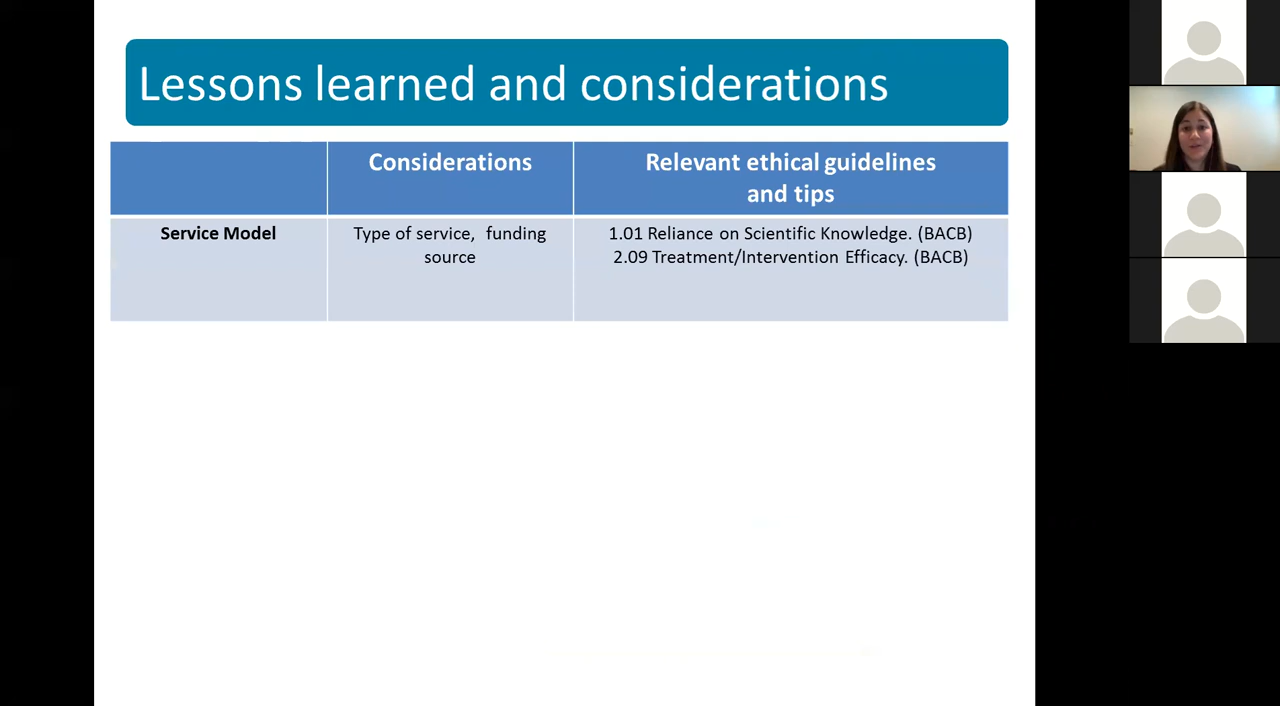 Lessons learned and considerations
Considerations
Relevant ethical guidelines
and tips
Service Model
Type of service, funding
source
1.01 Reliance on Scientific Knowledge. (BACB)
2.09 Treatment/Intervention Efficacy. (BACB)